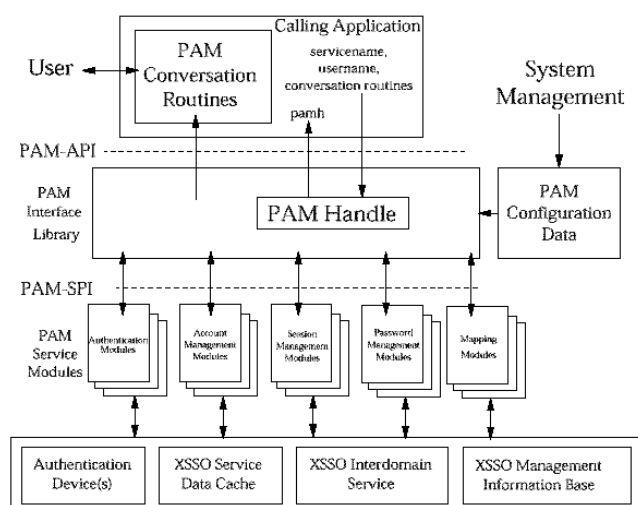 Calling Application
PAM
Conversation
Routines
servicename,
username,
conversation routines
pamh
User
System
Management
PAM-API
PAM
Interface
Library
PAM Handle
PAM
Configuration
Data
PAM-SPI
PAM
Service
Modules
Authentication
Modules
Account
Management
Modules
Session
Management
Modules
Password
Management
Modules
Mapping
Modules
Authentication
Device(s)
XSSO Service
Data Cache
XSSO Interdomain
Service
XSSO Management
Information Base